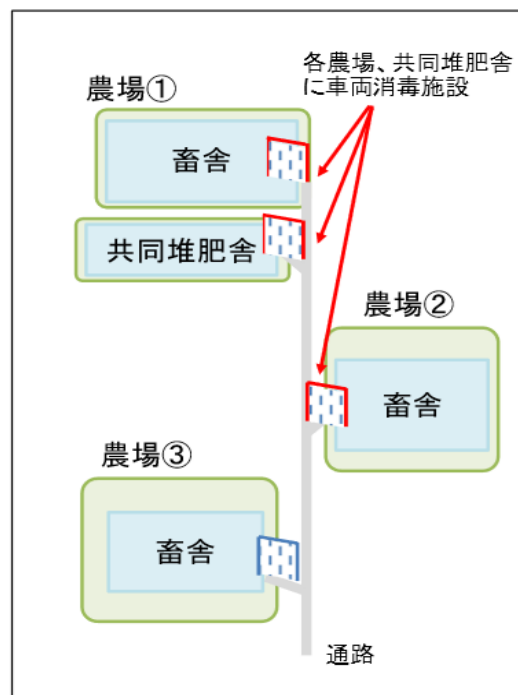 各農場、共同堆肥舎
に車両消毒施設
農場①
畜舎
共同堆肥舎
農場②
畜舎
農場③
畜舎
通路